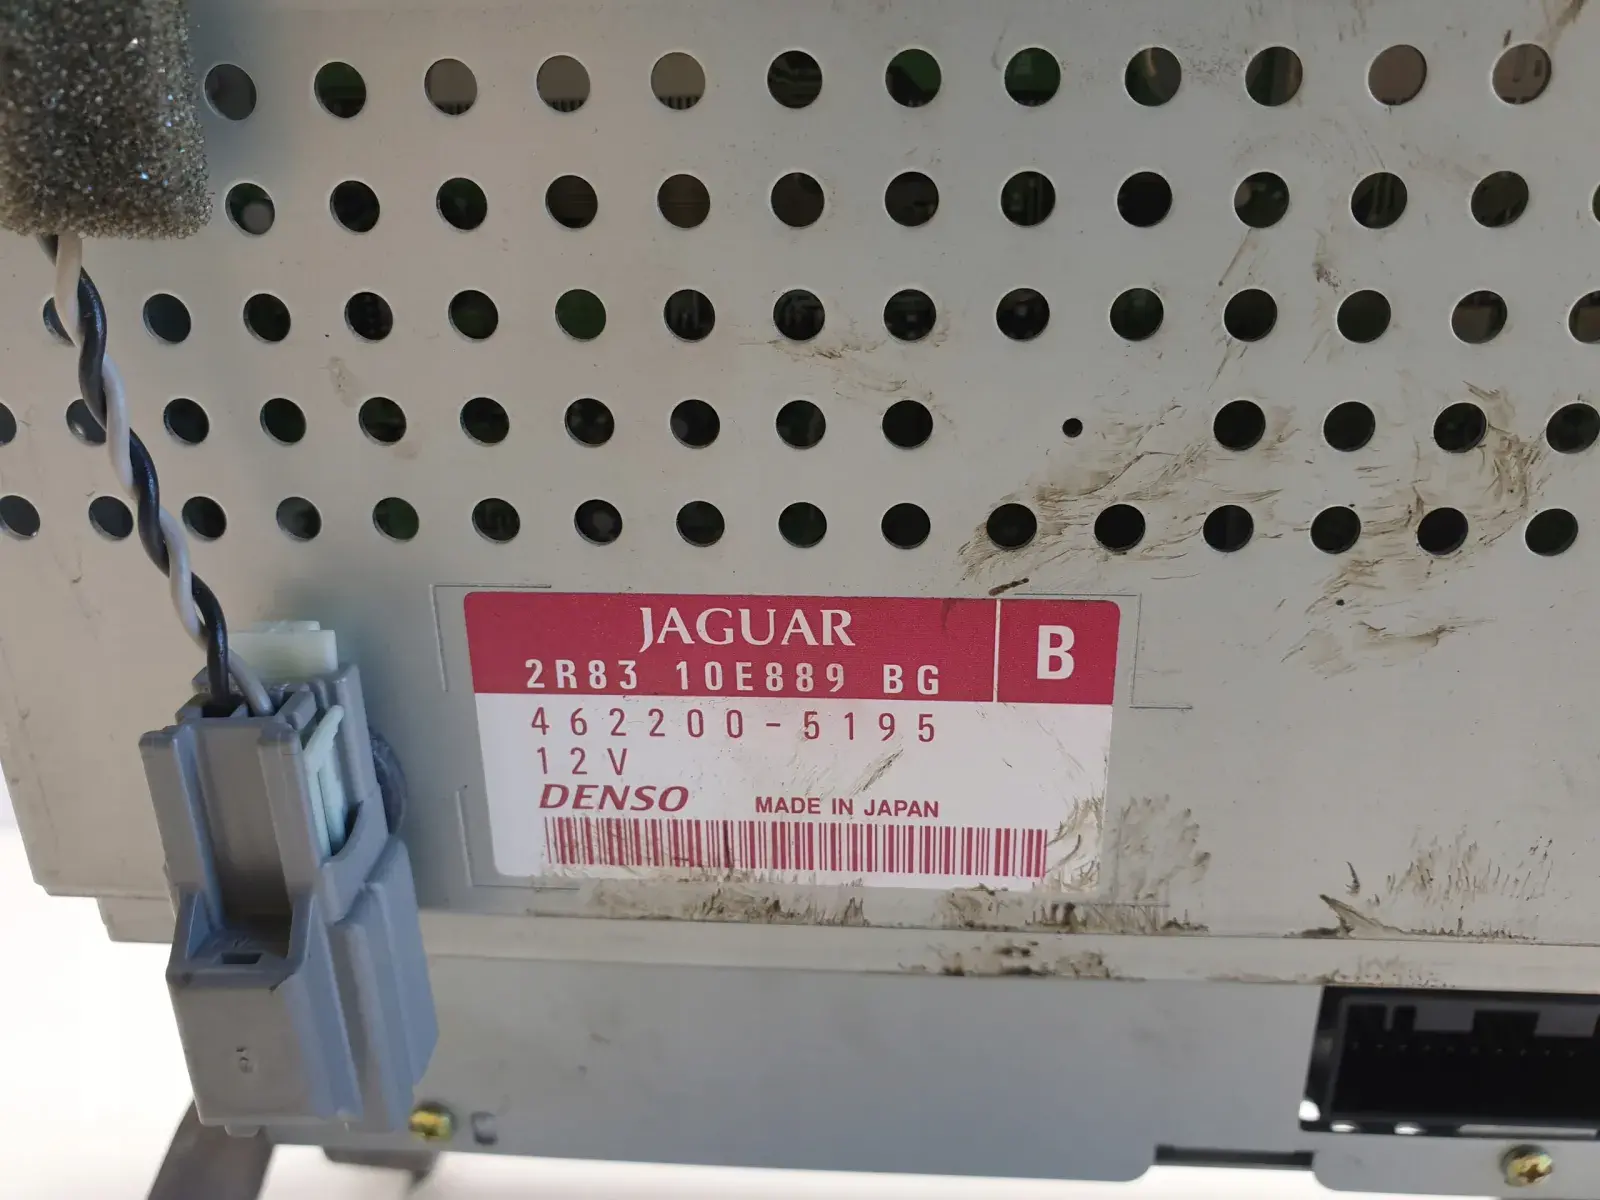 JAGUAR
2R83 10E889 BG
B
462200-5195
12V
DENSO
MADE IN JAPAN